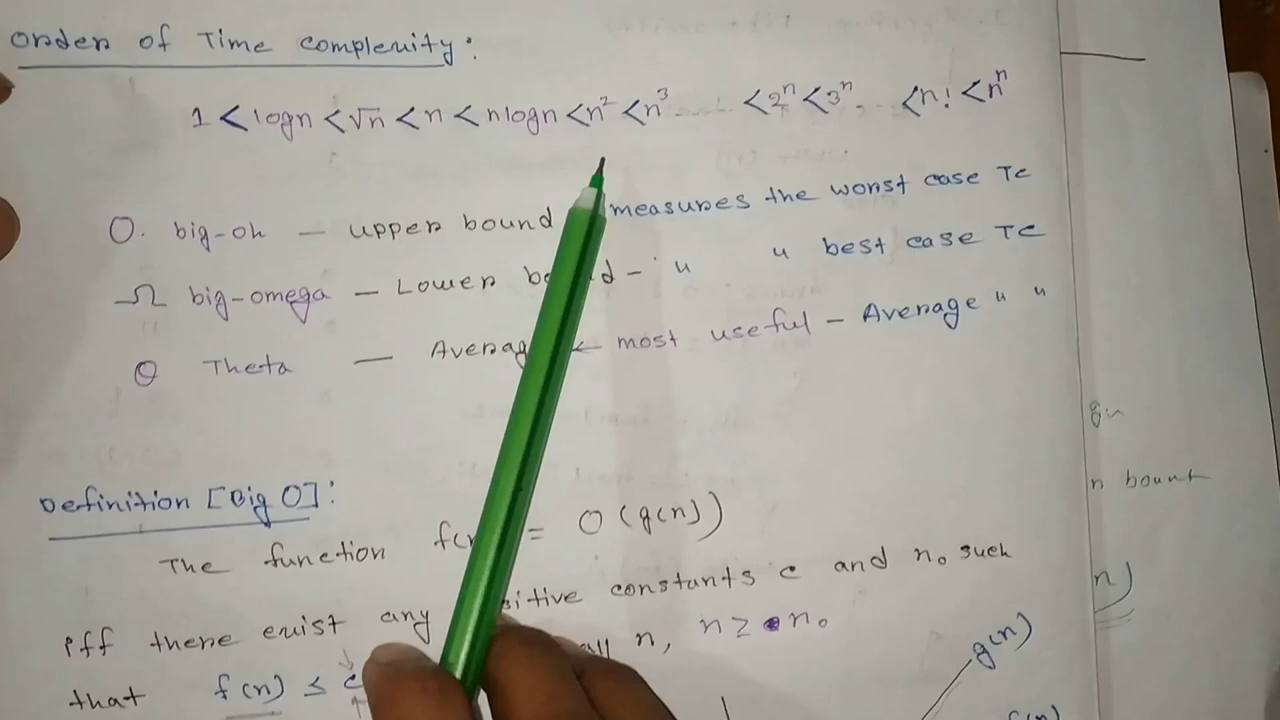 Order of Time complexity:
1 < logn < √n < n < nlogn < n² < n³ ...... < 2ⁿ < 3ⁿ ... < n! < nⁿ
O. big-oh — upper bound measures the worst case TC
Ω big-omega — Lower - " " best case TC
θ Theta — most useful — Average " "
Definition [Big O]:
The function = O(g(n))
iff there exist any constants c and n₀ such
that f(n) ≤ c n, n ≥ n₀
g(n)
bount